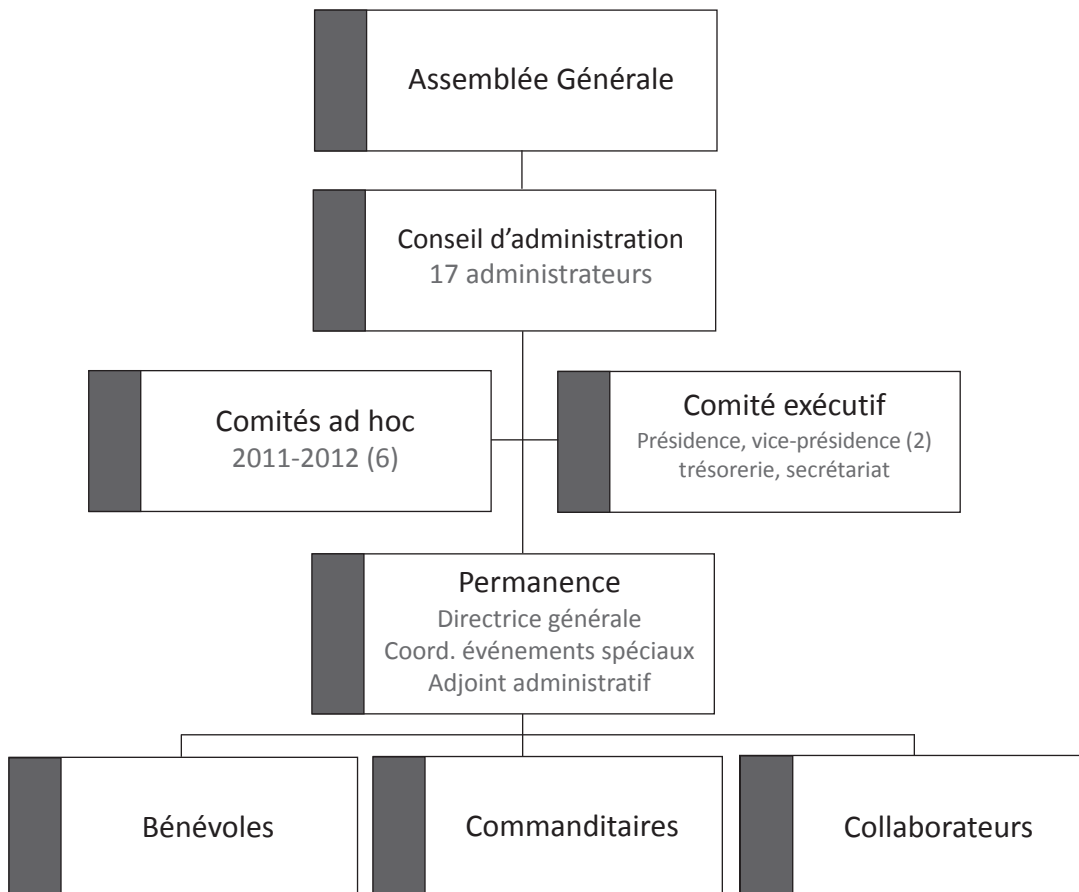 Assemblée Générale
Conseil d'administration
17 administrateurs
Comités ad hoc
2011-2012 (6)
Comité exécutif
Présidence, vice-présidence (2)
trésorerie, secrétariat
Permanence
Directrice générale
Coord. événements spéciaux
Adjoint administratif
Bénévoles
Commanditaires
Collaborateurs